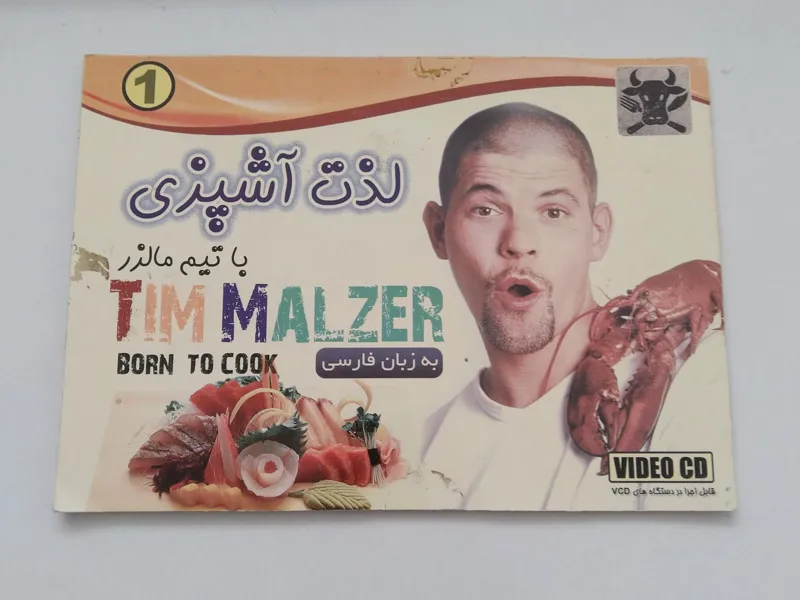 1
لذت آشپزی
با تیم مالزر
TIM MALZER
BORN TO COOK
به زبان فارسی
VIDEO CD
قابل اجرا در دستگاه های VCD